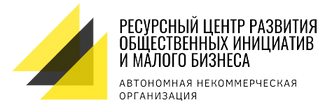 РЕСУРСНЫЙ ЦЕНТР РАЗВИТИЯ
ОБЩЕСТВЕННЫХ ИНИЦИАТИВ
И МАЛОГО БИЗНЕСА
АВТОНОМНАЯ НЕКОММЕРЧЕСКАЯ
ОРГАНИЗАЦИЯ